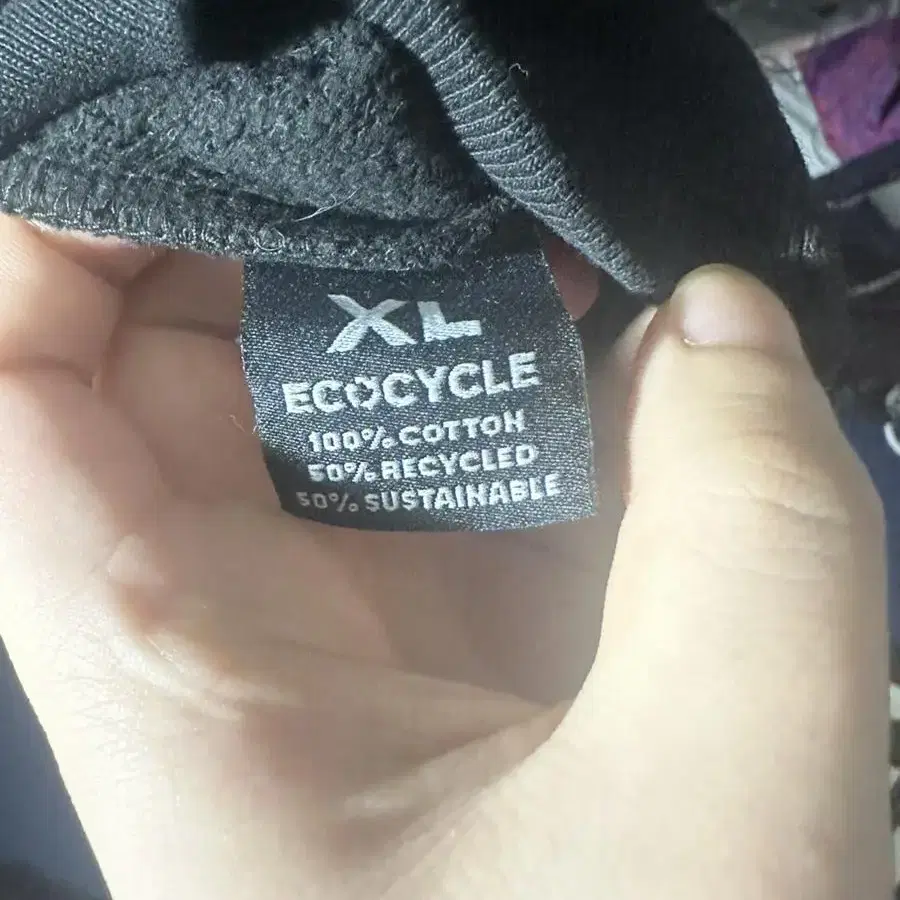 XL
ECOCYCLE
100% COTTON
50% RECYCLED
50% SUSTAINABLE